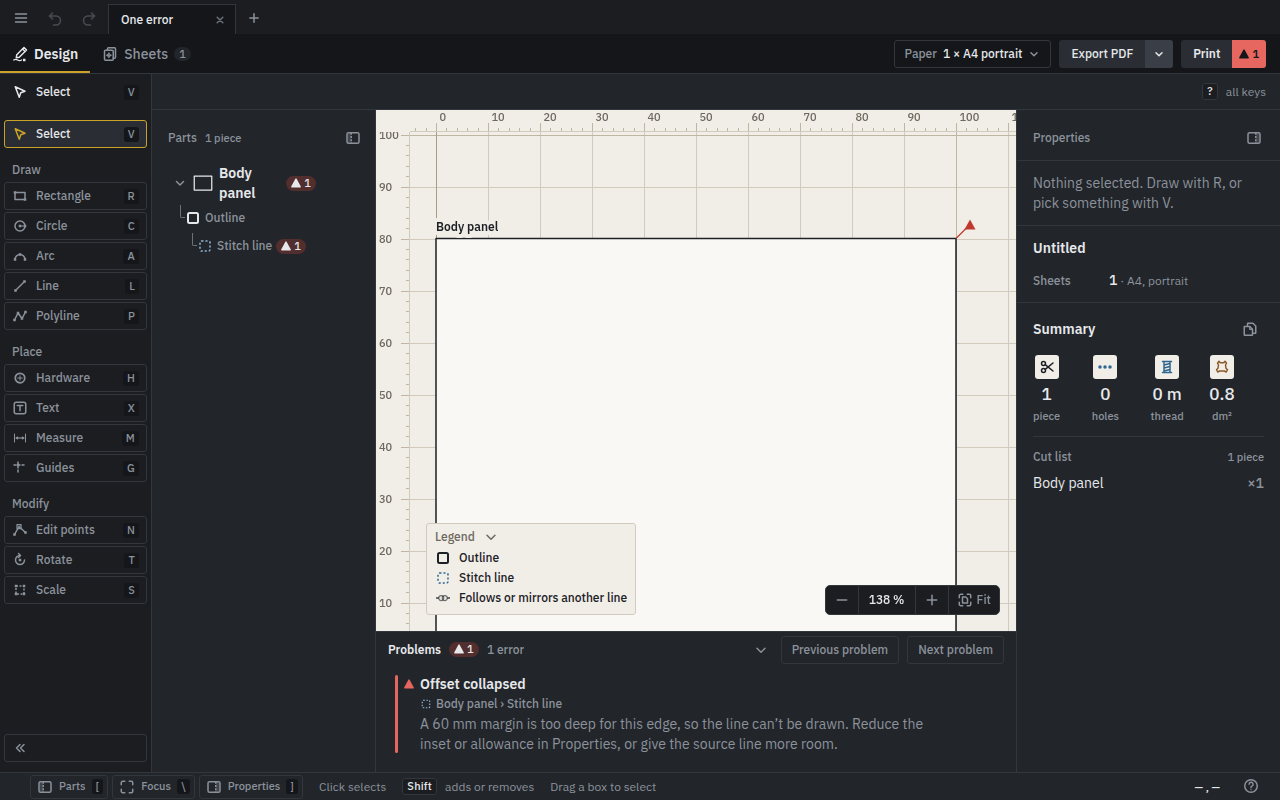 One error
Design
Sheets 1
Paper 1 × A4 portrait
Export PDF
Print
1
Select V
? all keys
Select V
Draw
Rectangle R
Circle C
Arc A
Line L
Polyline P
Place
Hardware H
Text X
Measure M
Guides G
Modify
Edit points N
Rotate T
Scale S
Parts 1 piece
Body
panel
1
Outline
Stitch line 1
0 10 20 30 40 50 60 70 80 90 100
100
90
80
70
60
50
40
30
20
10
Body panel
Legend
Outline
Stitch line
Follows or mirrors another line
138 %
Fit
Problems 1 1 error
Previous problem
Next problem
Offset collapsed
Body panel › Stitch line
A 60 mm margin is too deep for this edge, so the line can’t be drawn. Reduce the
inset or allowance in Properties, or give the source line more room.
Properties
Nothing selected. Draw with R, or
pick something with V.
Untitled
Sheets 1 · A4, portrait
Summary
1 0 0 m 0.8
piece holes thread dm²
Cut list 1 piece
Body panel ×1
Parts [
Focus \
Properties ]
Click selects
Shift adds or removes
Drag a box to select
–,–